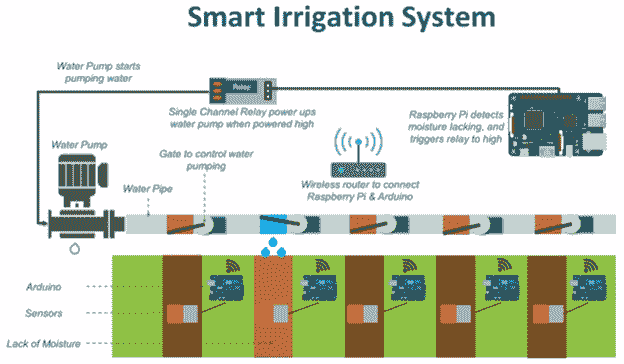 Smart Irrigation System
Water Pump starts
pumping water
Relay
Single Channel Relay power ups
water pump when powered high
Raspberry Pi detects
moisture lacking, and
triggers relay to high
Water Pump
Gate to control water
pumping
Wireless router to connect
Raspberry Pi & Arduino
Water Pipe
Arduino
Sensors
Lack of Moisture